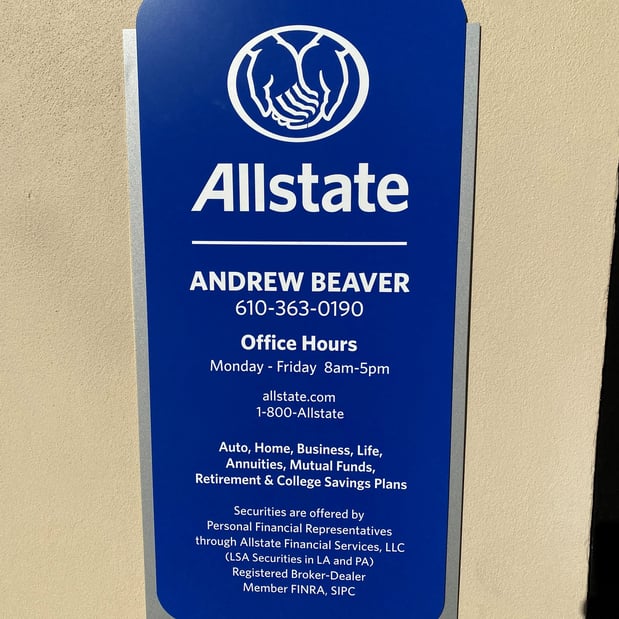 Allstate
ANDREW BEAVER
610-363-0190
Office Hours
Monday - Friday 8am-5pm
allstate.com
1-800-Allstate
Auto, Home, Business, Life,
Annuities, Mutual Funds,
Retirement & College Savings Plans
Securities are offered by
Personal Financial Representatives
through Allstate Financial Services, LLC
(LSA Securities in LA and PA)
Registered Broker-Dealer
Member FINRA, SIPC